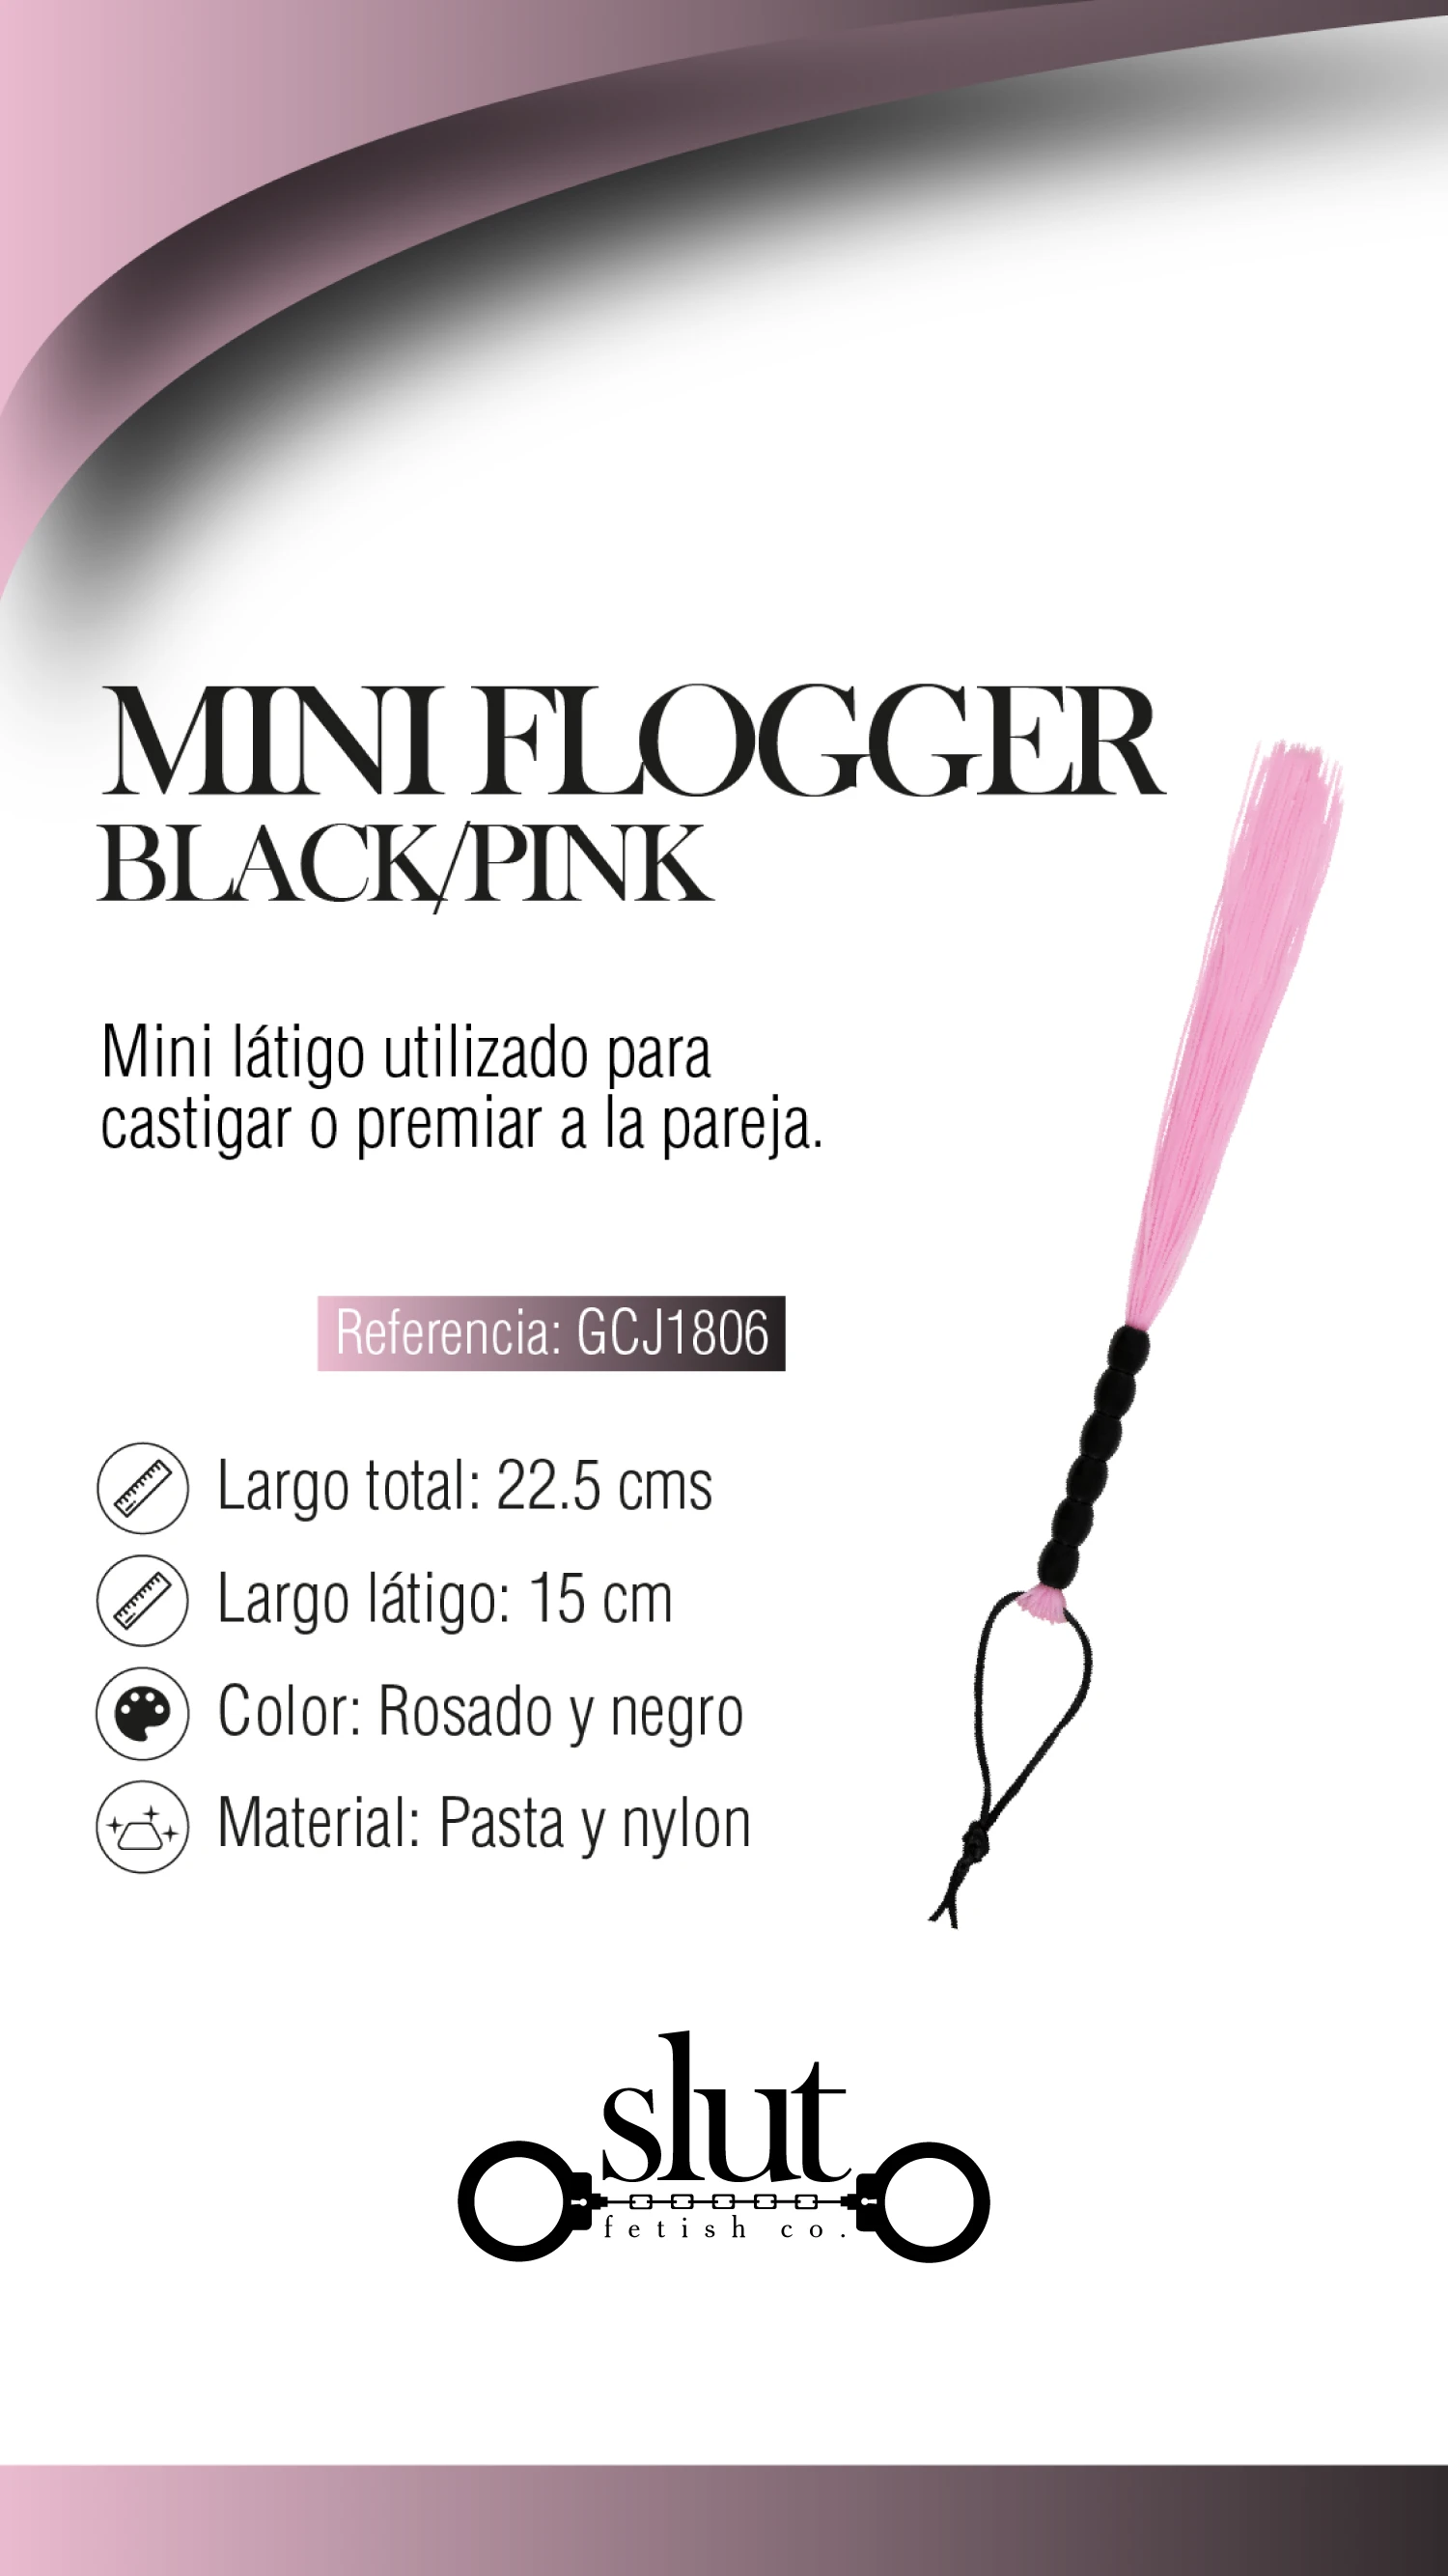 MINI FLOGGER
BLACK/PINK
Mini látigo utilizado para
castigar o premiar a la pareja.
Referencia: GCJ1806
Largo total: 22.5 cms
Largo látigo: 15 cm
Color: Rosado y negro
Material: Pasta y nylon
slut
fetish co.